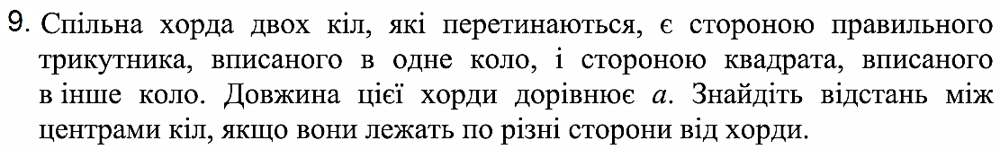 9. Спільна хорда двох кіл, які перетинаються, є стороною правильного
трикутника, вписаного в одне коло, і стороною квадрата, вписаного
в інше коло. Довжина цієї хорди дорівнює a. Знайдіть відстань між
центрами кіл, якщо вони лежать по різні сторони від хорди.